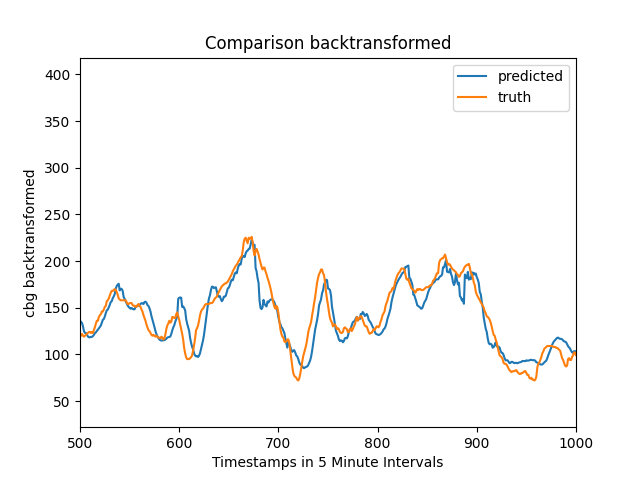 Comparison backtransformed
predicted
truth
cbg backtransformed
400
350
300
250
200
150
100
50
500
600
700
800
900
1000
Timestamps in 5 Minute Intervals